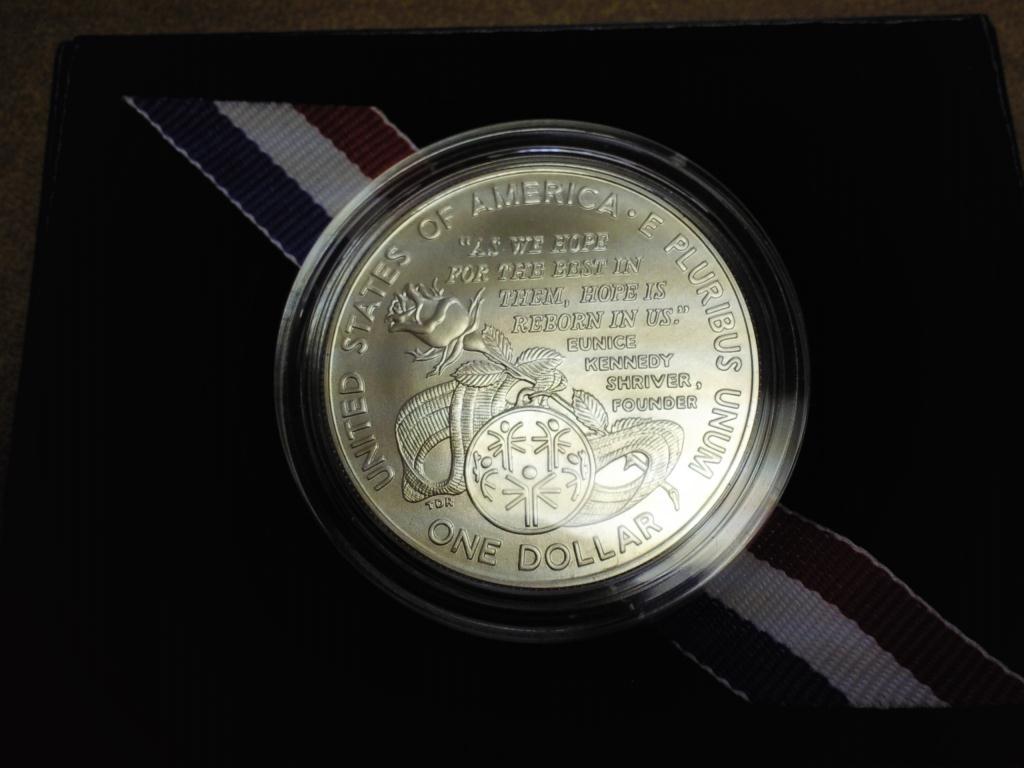 UNITED STATES OF AMERICA · E PLURIBUS UNUM
"AS WE HOPE
FOR THE BEST IN
THEM, HOPE IS
REBORN IN US."
EUNICE
KENNEDY
SHRIVER,
FOUNDER
TDR
ONE DOLLAR